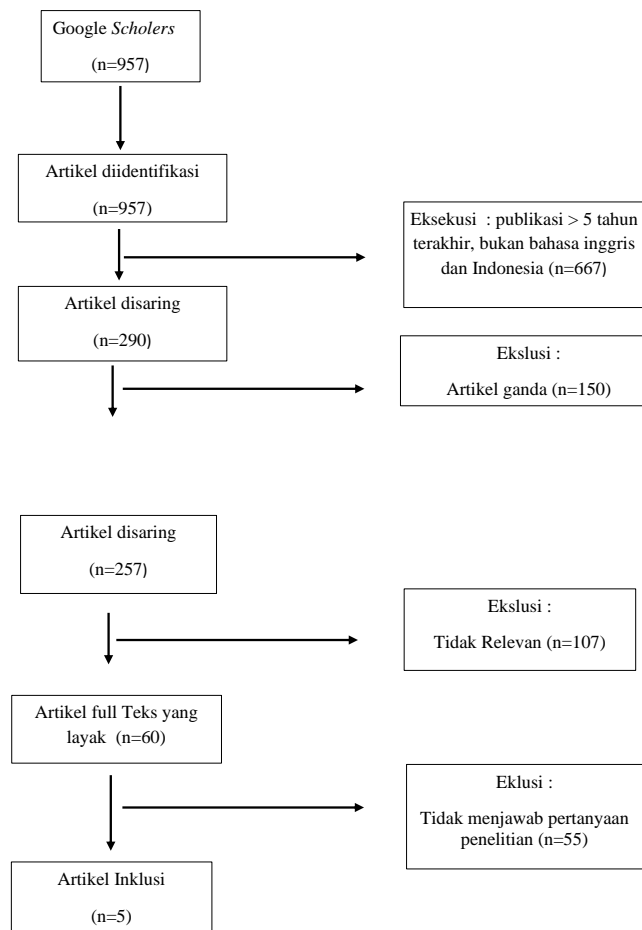 Google Scholers
(n=957)
Artikel diidentifikasi
(n=957)
Eksekusi : publikasi > 5 tahun
terakhir, bukan bahasa inggris
dan Indonesia (n=667)
Artikel disaring
(n=290)
Ekslusi :
Artikel ganda (n=150)
Artikel disaring
(n=257)
Ekslusi :
Tidak Relevan (n=107)
Artikel full Teks yang
layak (n=60)
Eklusi :
Tidak menjawab pertanyaan
penelitian (n=55)
Artikel Inklusi
(n=5)